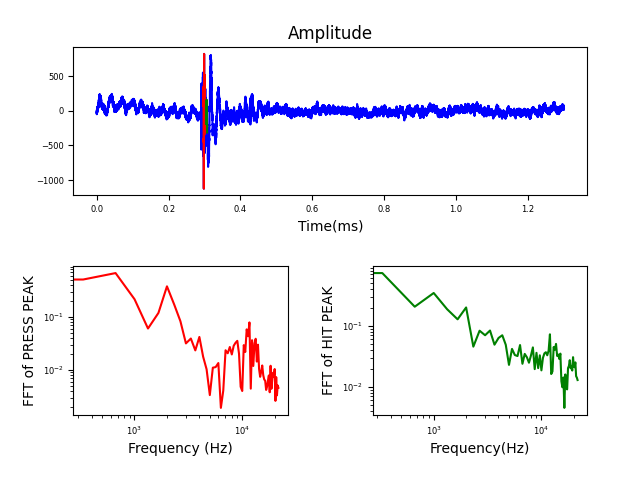 Amplitude
500
0
−500
−1000
0.0 0.2 0.4 0.6 0.8 1.0 1.2
Time(ms)
FFT of PRESS PEAK
10⁻¹
10⁻²
10³ 10⁴
Frequency (Hz)
FFT of HIT PEAK
10⁻¹
10⁻²
10³ 10⁴
Frequency(Hz)